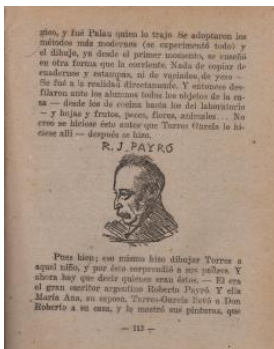 gico, y fué Palau quien lo trajo Se adoptaron los
métodos más modernos (se experimentó todo) y
el dibujo, ya desde el primer momento, se enseñó
en otra forma que la corriente. Nada de copiar de
cuadernos y estampas, ni de vaciados de yeso —
Se fué a la realidad directamente. Y entonces des-
filaron ante los alumnos todos los objetos de la ca-
sa — desde los de cocina hasta los del laboratorio
— y hojas y frutos, peces, flores, animales... No
creo se hiciese ésto antes que Torres García lo hi-
ciese allí — después se hizo.
R. J. PAYRÓ
Pues bien; eso mismo hizo dibujar Torres a
aquel niño, y por ésto sorprendió a sus padres. Y
ahora hay que decir quienes eran éstos. — El era
el gran escritor argentino Roberto Payró. Y ella
María Ana, su esposa. Torres-García llevó a Don
Roberto a su casa, y le mostró sus pinturas, que
— 113 —